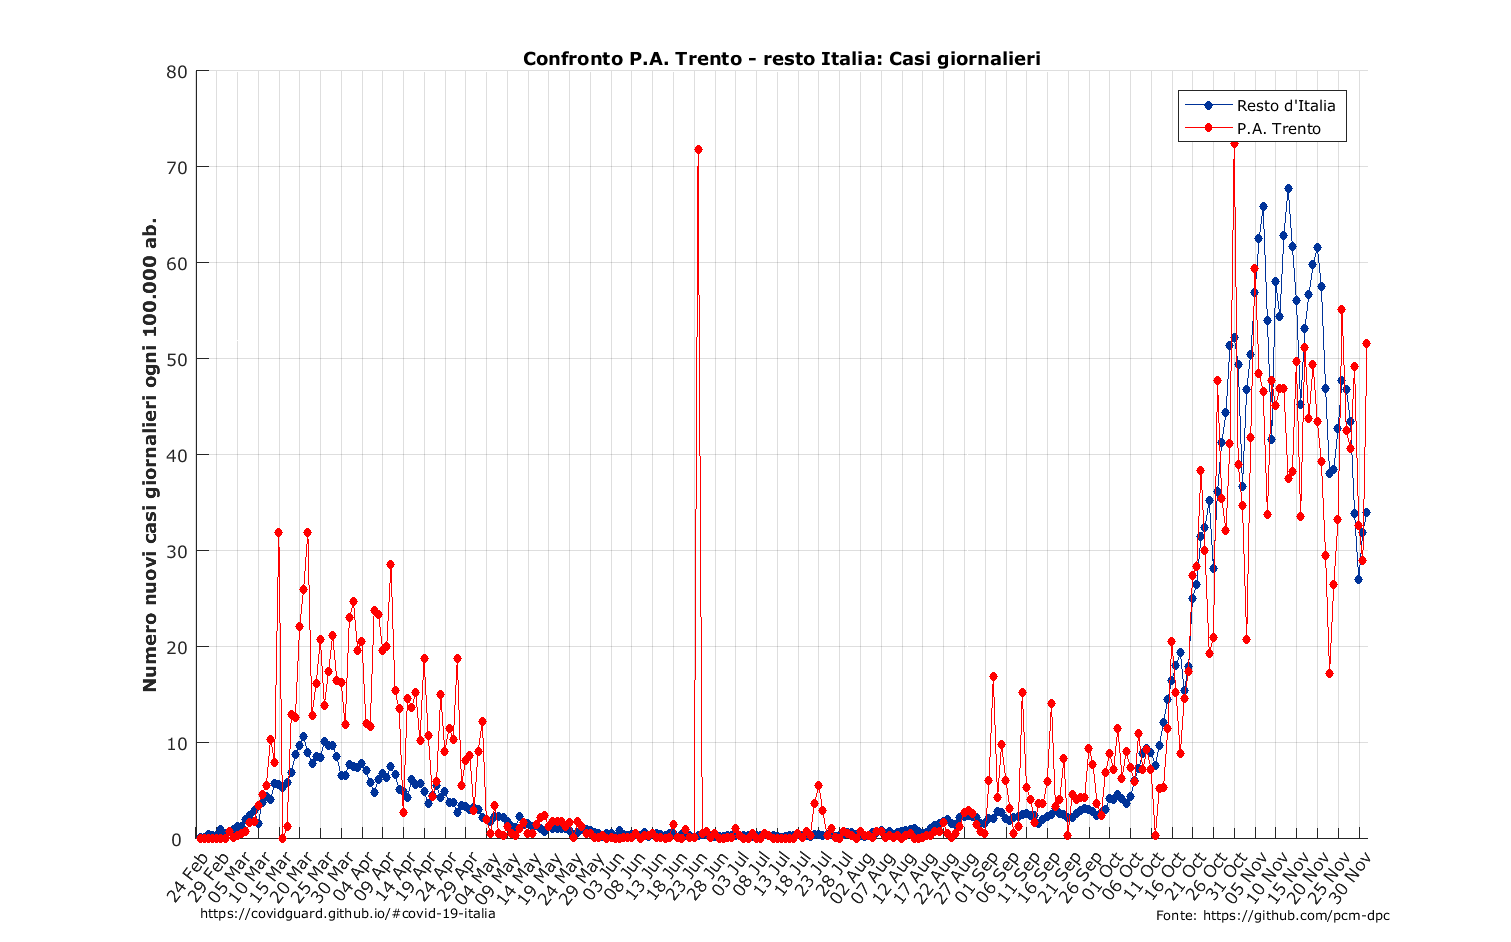 Confronto P.A. Trento - resto Italia: Casi giornalieri
Resto d'Italia
P.A. Trento
Numero nuovi casi giornalieri ogni 100.000 ab.
80
70
60
50
40
30
20
10
0
24 Feb
29 Feb
05 Mar
10 Mar
15 Mar
20 Mar
25 Mar
30 Mar
04 Apr
09 Apr
14 Apr
19 Apr
24 Apr
29 Apr
04 May
09 May
14 May
19 May
24 May
29 May
03 Jun
08 Jun
13 Jun
18 Jun
23 Jun
28 Jun
03 Jul
08 Jul
13 Jul
18 Jul
23 Jul
28 Jul
02 Aug
07 Aug
12 Aug
17 Aug
22 Aug
27 Aug
01 Sep
06 Sep
11 Sep
16 Sep
21 Sep
26 Sep
01 Oct
06 Oct
11 Oct
16 Oct
21 Oct
26 Oct
31 Oct
05 Nov
10 Nov
15 Nov
20 Nov
25 Nov
30 Nov
https://covidguard.github.io/#covid-19-italia
Fonte: https://github.com/pcm-dpc